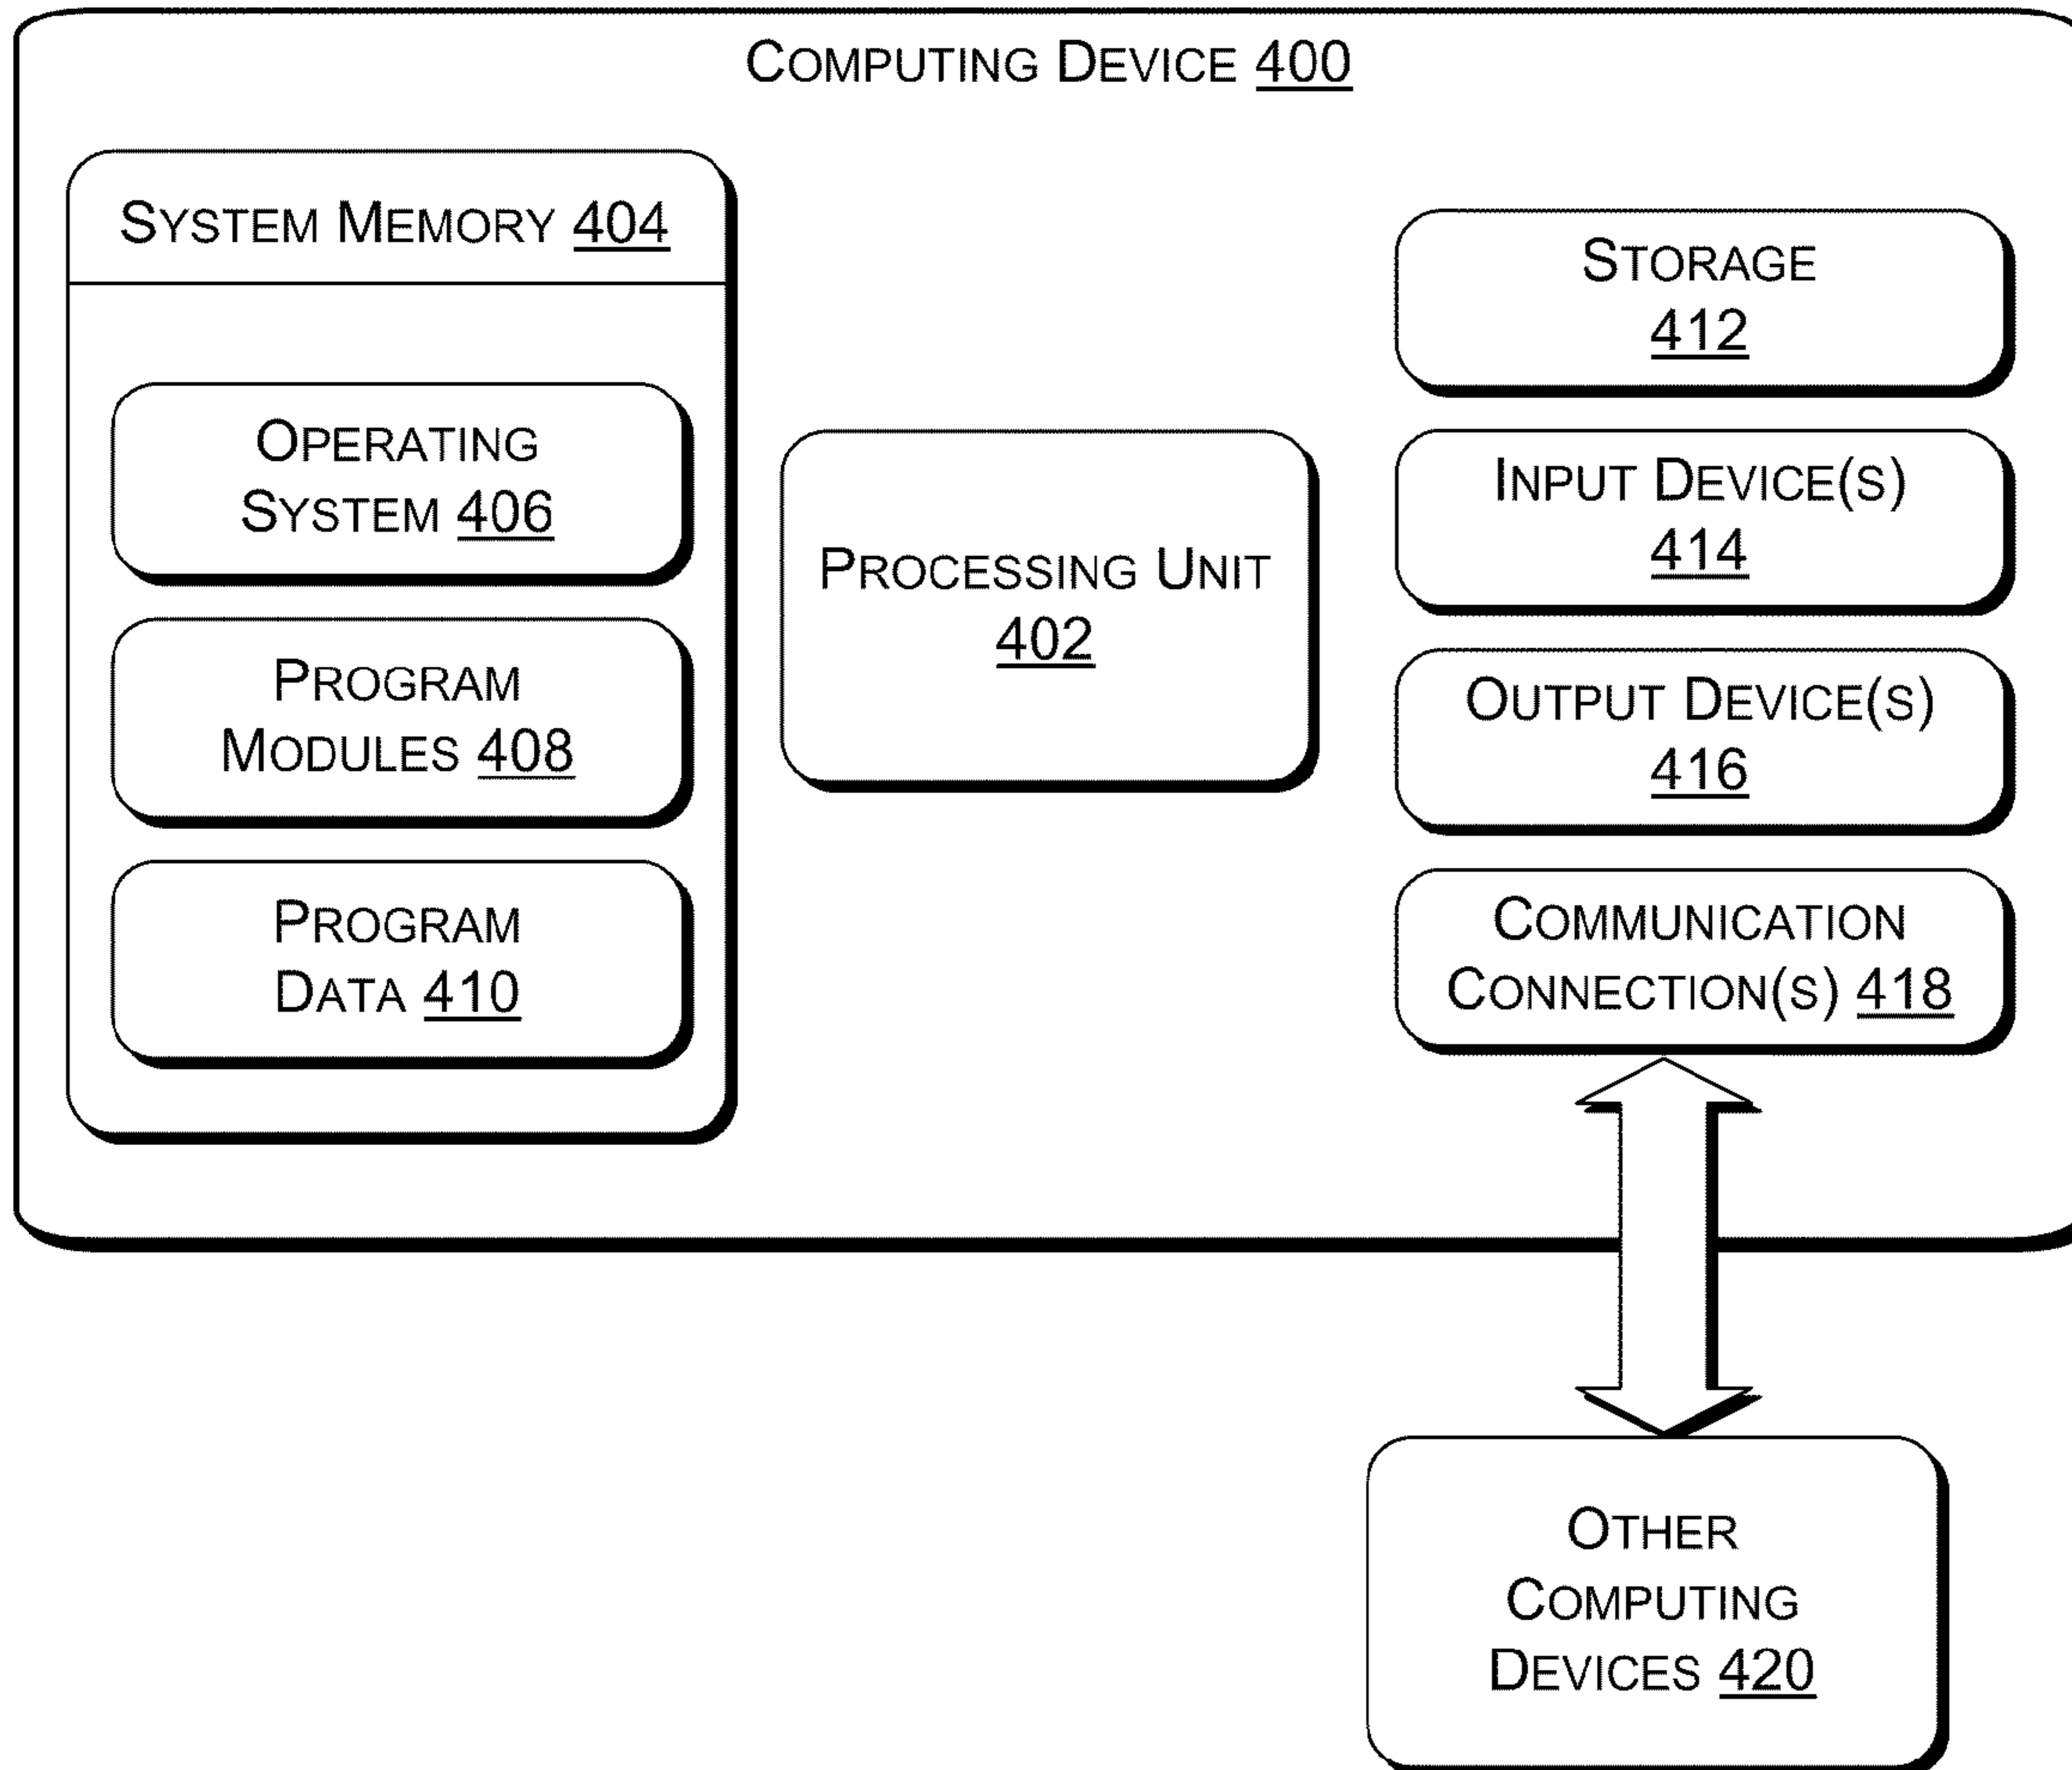 COMPUTING DEVICE 400
SYSTEM MEMORY 404
OPERATING
SYSTEM 406
PROGRAM
MODULES 408
PROGRAM
DATA 410
PROCESSING UNIT
402
STORAGE
412
INPUT DEVICE(S)
414
OUTPUT DEVICE(S)
416
COMMUNICATION
CONNECTION(S) 418
OTHER
COMPUTING
DEVICES 420